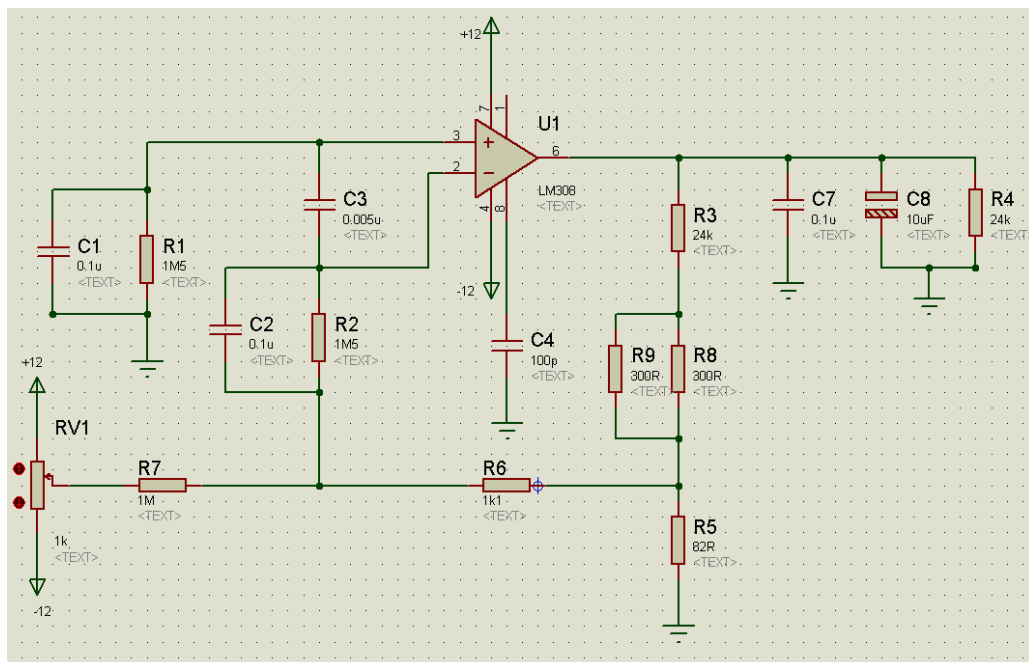 +12
7
1
U1
3
2
6
4
8
LM308
<TEXT>
-12
C3
0.005u
<TEXT>
C1
0.1u
<TEXT>
R1
1M5
<TEXT>
C2
0.1u
<TEXT>
R2
1M5
<TEXT>
C4
100p
<TEXT>
R3
24k
<TEXT>
C7
0.1u
<TEXT>
C8
10uF
<TEXT>
R4
24k
<TEXT>
R9
300R
<TEXT>
R8
300R
<TEXT>
+12
RV1
1k
<TEXT>
-12
R7
1M
<TEXT>
R6
1k1
<TEXT>
R5
82R
<TEXT>